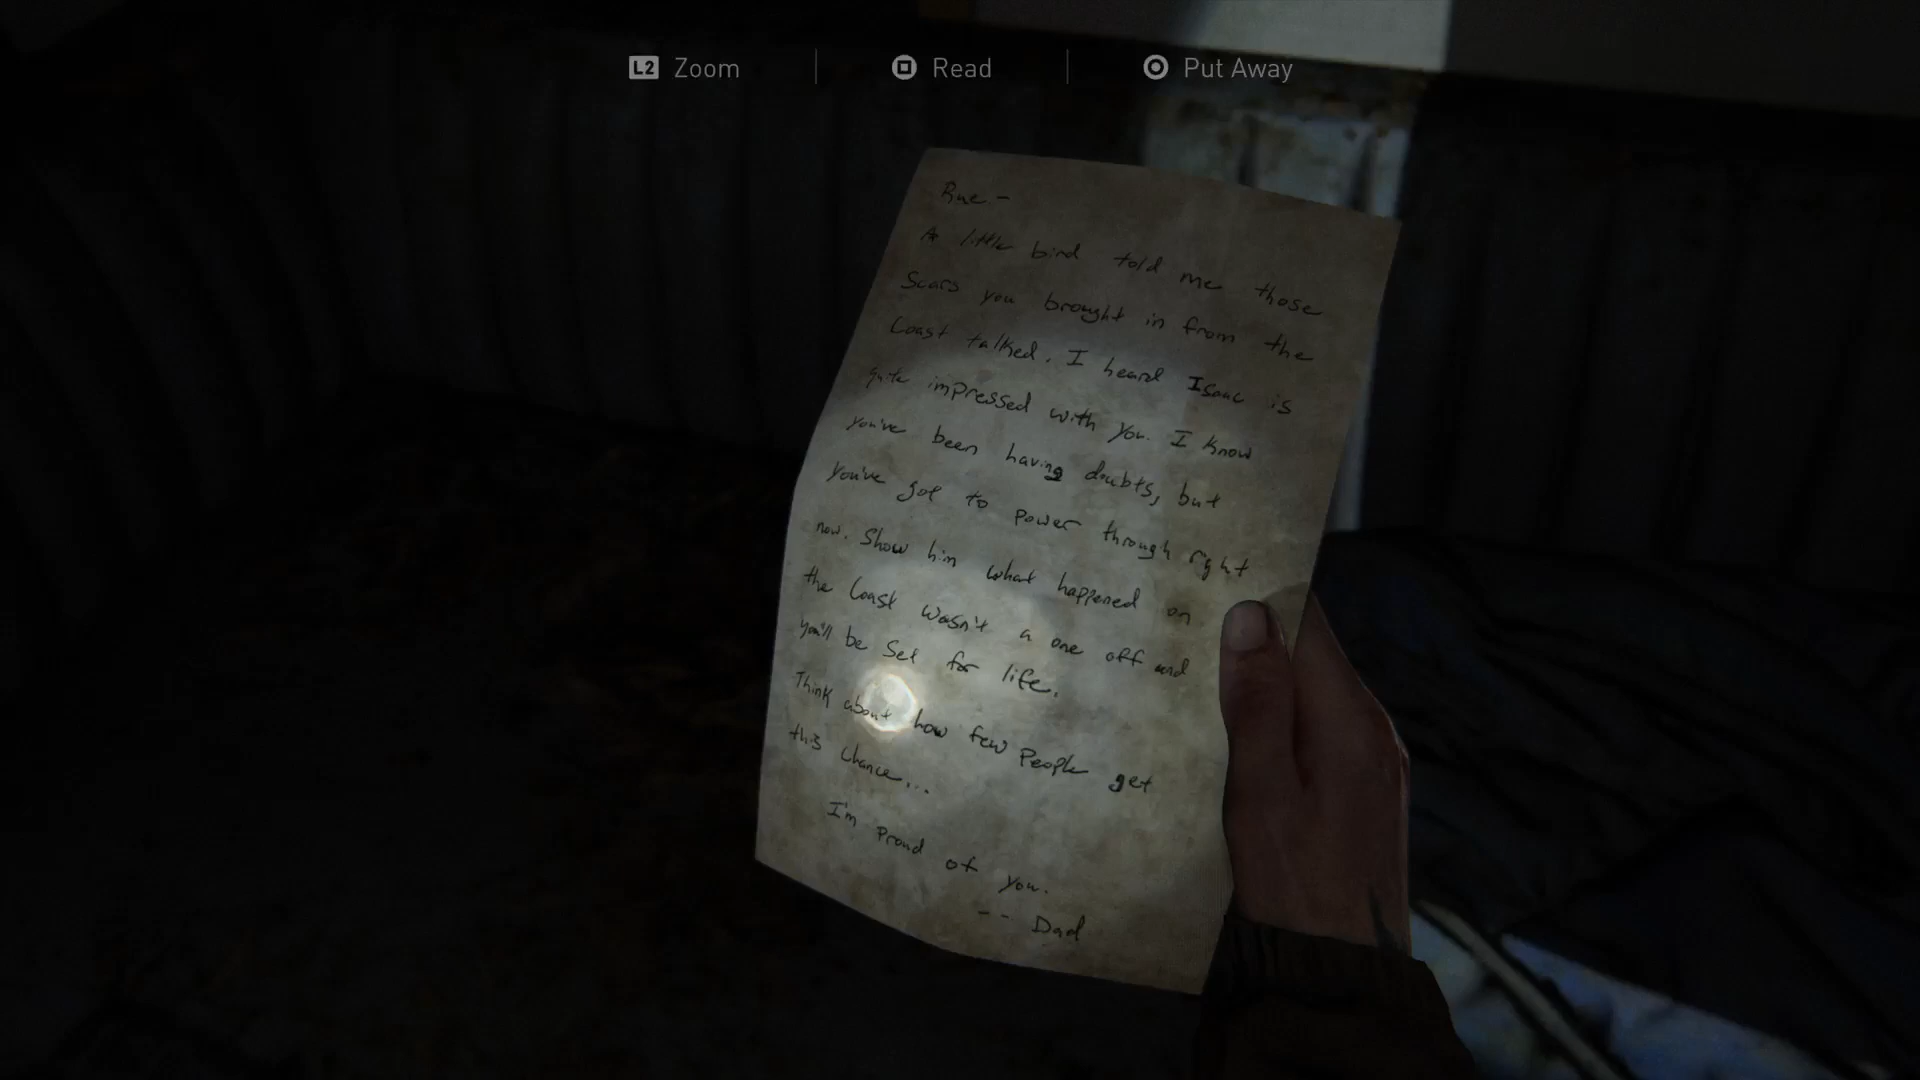 L2 Zoom
Read
Put Away
Rue -
A little bird told me those
Scars you brought in from the
Coast talked. I heard Isaac is
quite impressed with you. I know
you've been having doubts, but
you've got to power through right
now. Show him what happened on
the Coast wasn't a one off and
you'll be set for life.
Think about how few people get
this chance...
I'm proud of you.
-- Dad